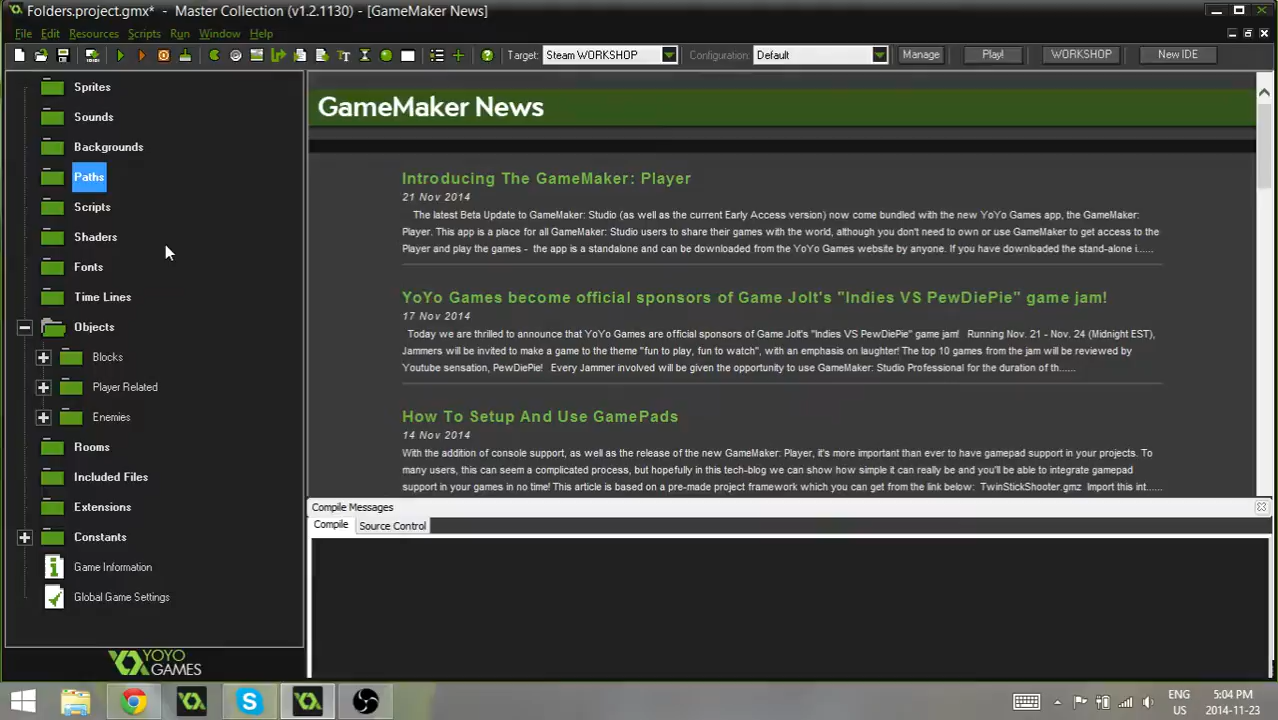 Folders.project.gmx* - Master Collection (v1.2.1130) - [GameMaker News]
File Edit Resources Scripts Run Window Help
Target: Steam WORKSHOP Configuration: Default Manage Play! WORKSHOP New IDE
Sprites
Sounds
Backgrounds
Paths
Scripts
Shaders
Fonts
Time Lines
Objects
Blocks
Player Related
Enemies
Rooms
Included Files
Extensions
Constants
Game Information
Global Game Settings
YOYO
GAMES
GameMaker News
Introducing The GameMaker: Player
21 Nov 2014
The latest Beta Update to GameMaker: Studio (as well as the current Early Access version) now come bundled with the new YoYo Games app, the GameMaker:
Player. This app is a place for all GameMaker: Studio users to share their games with the world, although you don't need to own or use GameMaker to get access to the
Player and play the games - the app is a standalone and can be downloaded from the YoYo Games website by anyone. If you have downloaded the stand-alone i......
YoYo Games become official sponsors of Game Jolt's "Indies VS PewDiePie" game jam!
17 Nov 2014
Today we are thrilled to announce that YoYo Games are official sponsors of Game Jolt's "Indies VS PewDiePie" game jam! Running Nov. 21 - Nov. 24 (Midnight EST),
Jammers will be invited to make a game to the theme "fun to play, fun to watch", with an emphasis on laughter! The top 10 games from the jam will be reviewed by
Youtube sensation, PewDiePie! Every Jammer involved will be given the opportunity to use GameMaker: Studio Professional for the duration of th......
How To Setup And Use GamePads
14 Nov 2014
With the addition of console support, as well as the release of the new GameMaker: Player, it's more important than ever to have gamepad support in your projects. To
many users, this can seem a complicated process, but hopefully in this tech-blog we can show how simple it can really be and you'll be able to integrate gamepad
support in your games in no time! This article is based on a pre-made project framework which you can get from the link below: TwinStickShooter.gmz Import this int......
Compile Messages
Compile Source Control
ENG
US
5:04 PM
2014-11-23